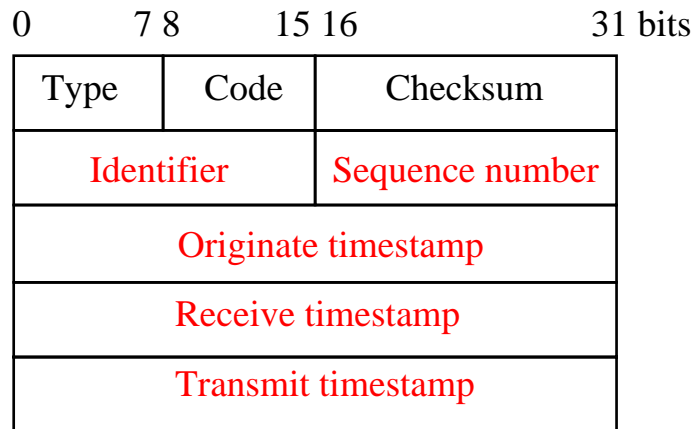 0 7 8 15 16 31 bits
Type Code Checksum
Identifier Sequence number
Originate timestamp
Receive timestamp
Transmit timestamp